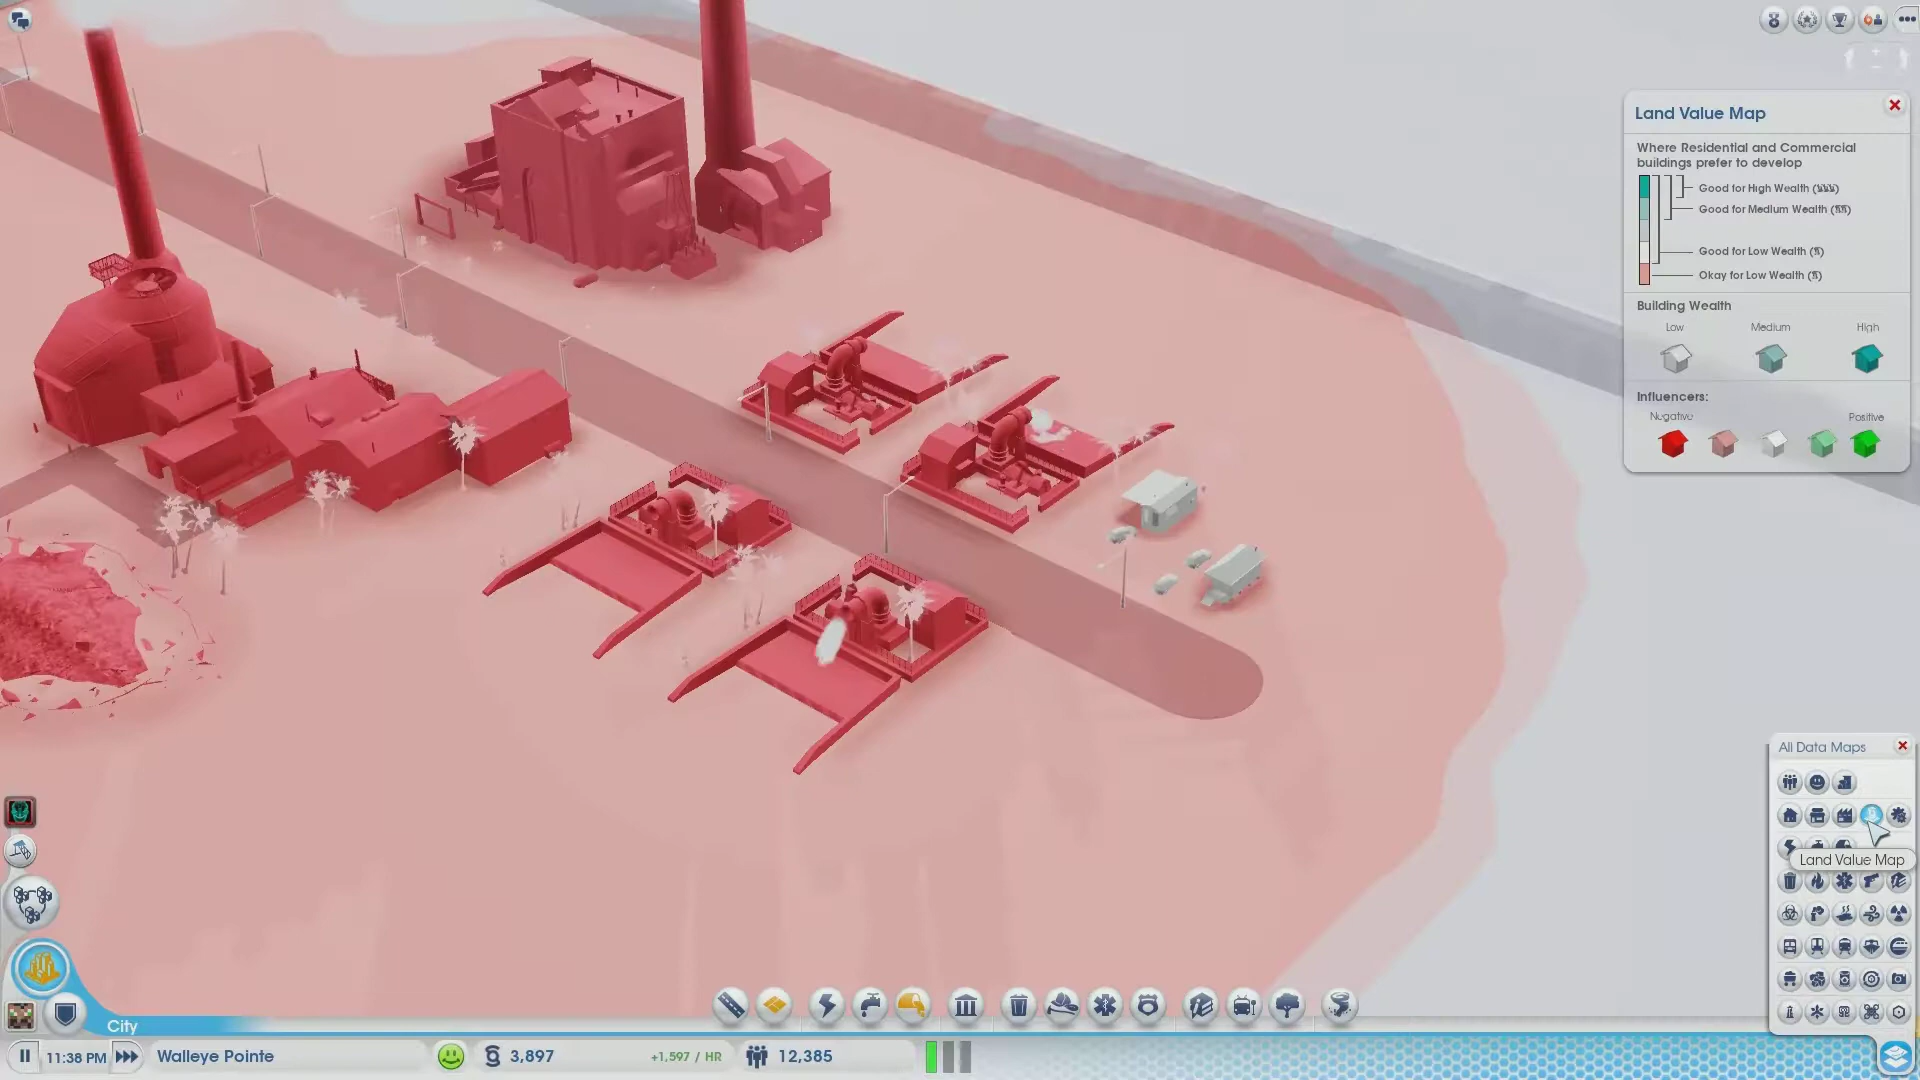 Land Value Map
Where Residential and Commercial
buildings prefer to develop
Good for High Wealth (§§§)
Good for Medium Wealth (§§)
Good for Low Wealth (§)
Okay for Low Wealth (§)
Building Wealth
Low
Medium
High
Influencers:
Negative
Positive
All Data Maps
Land Value Map
City
11:38 PM
Walleye Pointe
3,897
+1,597 / HR
12,385